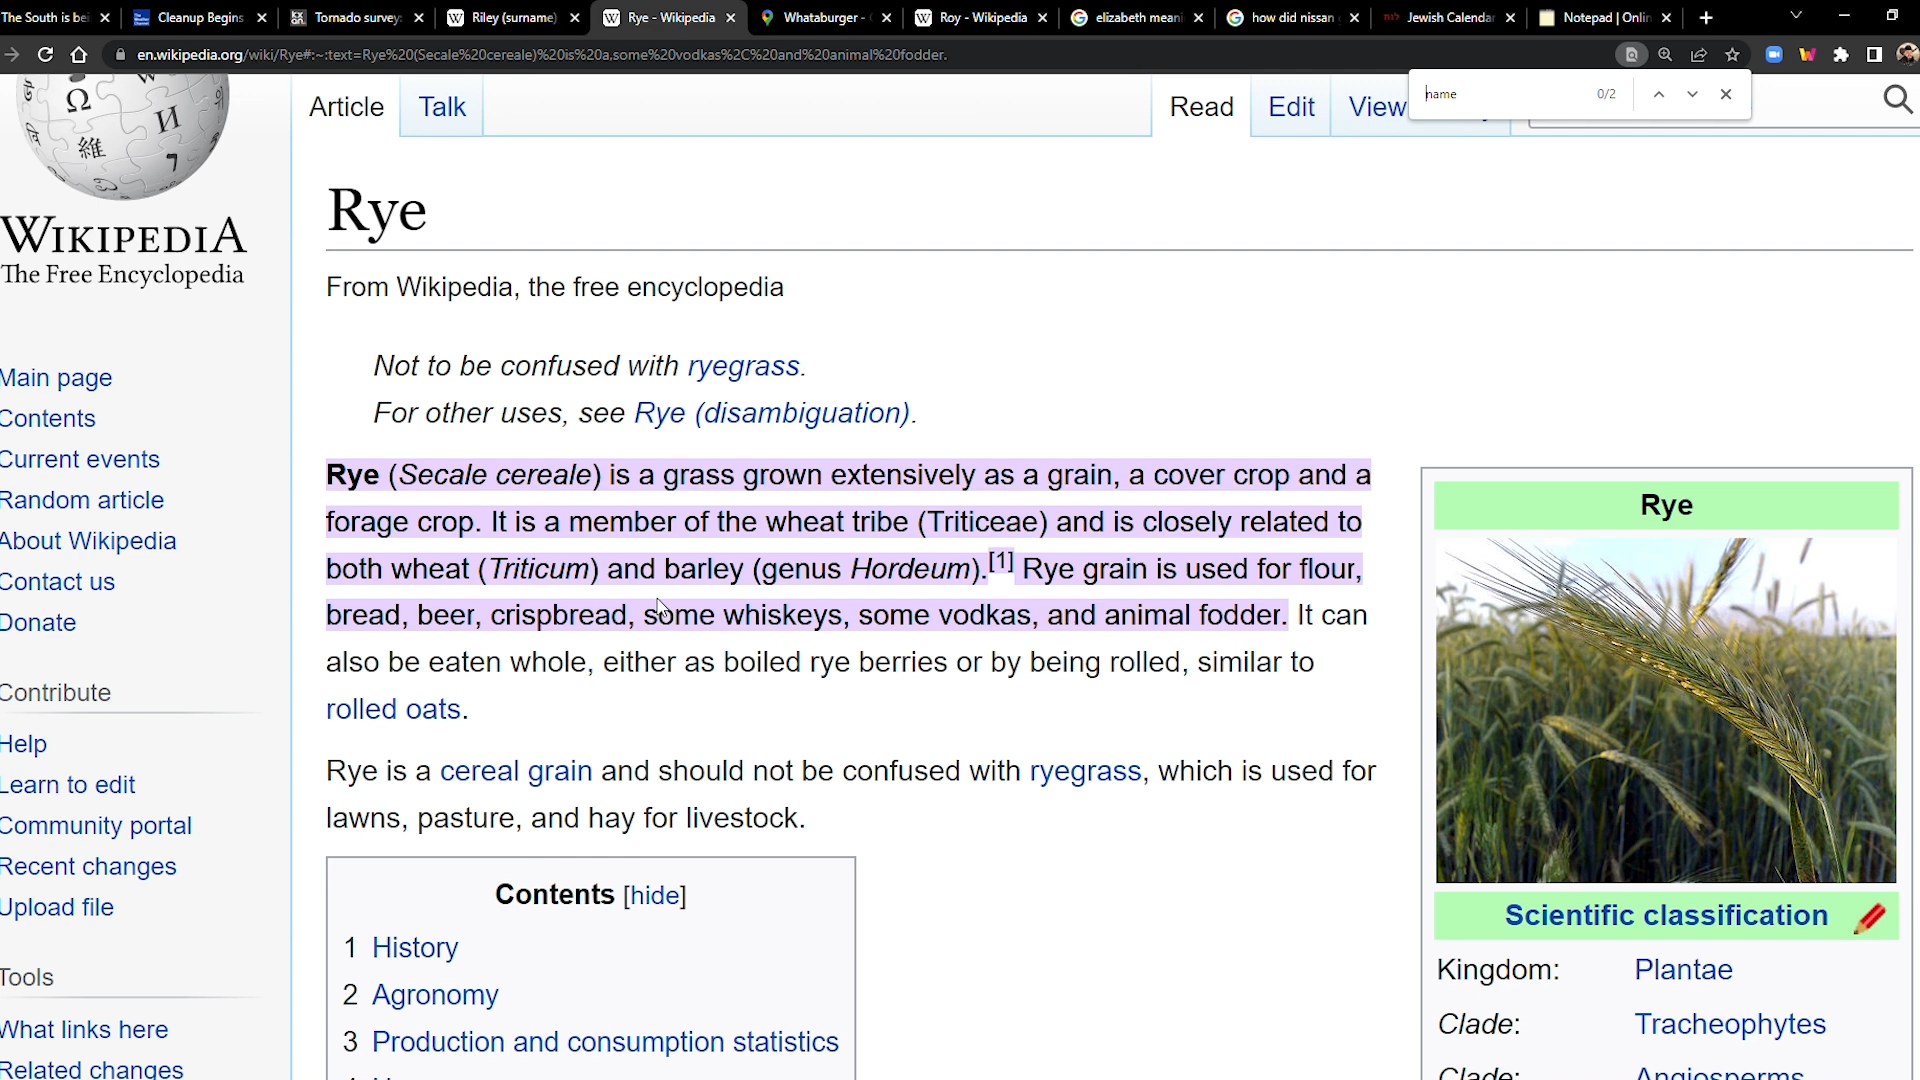 The South is bei
Cleanup Begins
Tornado survey:
Riley (surname)
Rye - Wikipedia
Whataburger -
Roy - Wikipedia
elizabeth meani
how did nissan
Jewish Calendar
Notepad | Onlin
en.wikipedia.org/wiki/Rye#:~:text=Rye%20(Secale%20cereale)%20is%20a,some%20vodkas%2C%20and%20animal%20fodder.
name 0/2
Article Talk Read Edit View
WIKIPEDIA
The Free Encyclopedia
Main page
Contents
Current events
Random article
About Wikipedia
Contact us
Donate
Contribute
Help
Learn to edit
Community portal
Recent changes
Upload file
Tools
What links here
Related changes
Rye
From Wikipedia, the free encyclopedia
Not to be confused with ryegrass.
For other uses, see Rye (disambiguation).
Rye (Secale cereale) is a grass grown extensively as a grain, a cover crop and a
forage crop. It is a member of the wheat tribe (Triticeae) and is closely related to
both wheat (Triticum) and barley (genus Hordeum).[1] Rye grain is used for flour,
bread, beer, crispbread, some whiskeys, some vodkas, and animal fodder. It can
also be eaten whole, either as boiled rye berries or by being rolled, similar to
rolled oats.
Rye is a cereal grain and should not be confused with ryegrass, which is used for
lawns, pasture, and hay for livestock.
Contents [hide]
1 History
2 Agronomy
3 Production and consumption statistics
Rye
Scientific classification
Kingdom: Plantae
Clade: Tracheophytes
Clade: Angiosperms